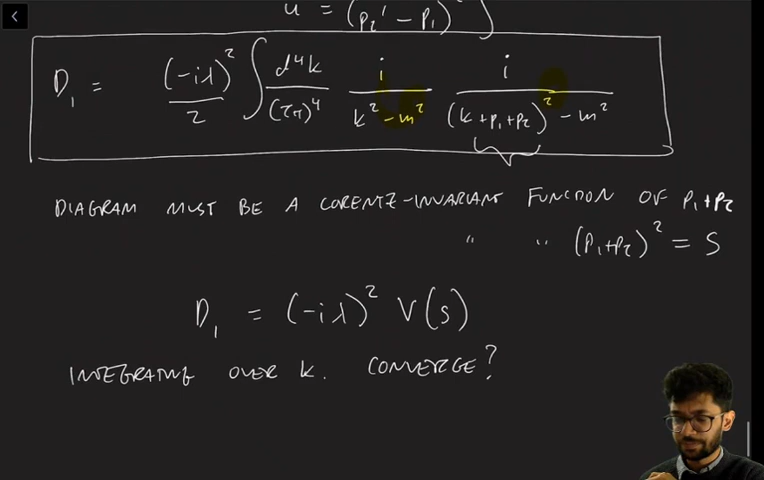 u = (p₂' − p₁)²
D₁ = (-iλ)²/2 ∫ d⁴k/(2π)⁴ i/(k² − m²) i/((k + p₁ + p₂)² − m²)
DIAGRAM MUST BE A LORENTZ-INVARIANT FUNCTION OF p₁+p₂
" " (p₁+p₂)² = S
D₁ = (-iλ)² V(s)
INTEGRATING OVER k. CONVERGE?